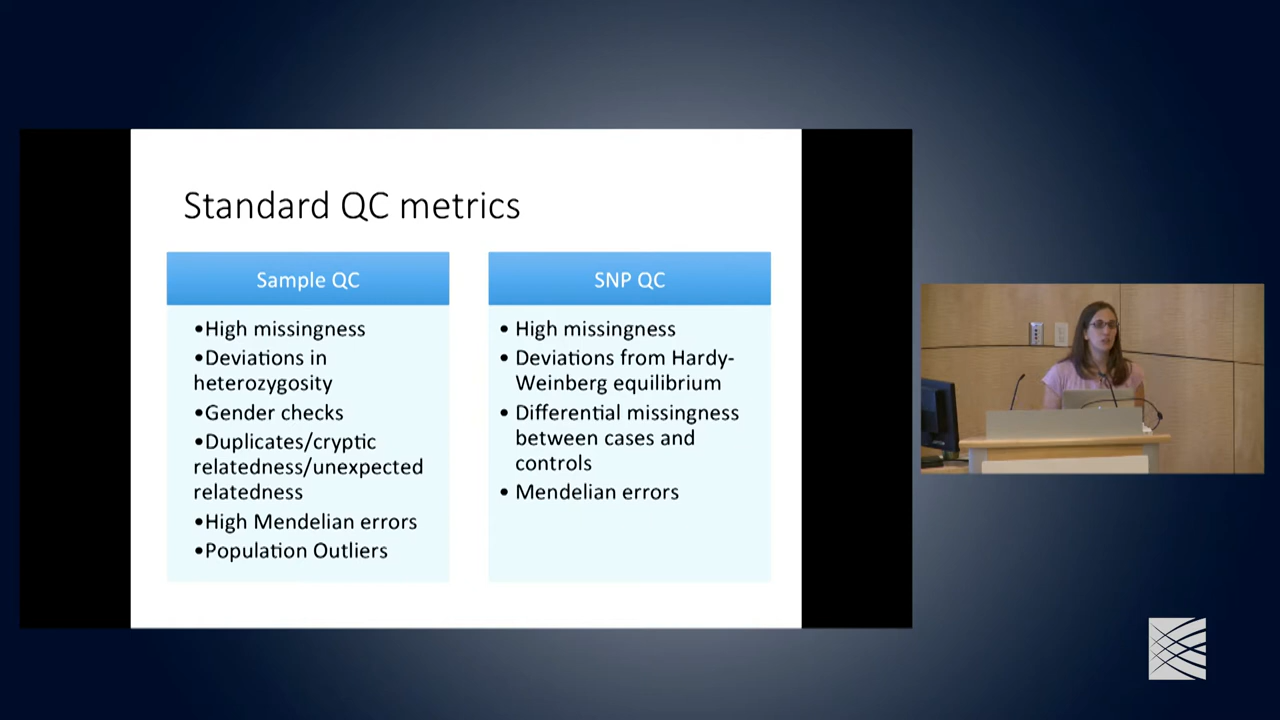 Standard QC metrics
Sample QC
•High missingness
•Deviations in
heterozygosity
•Gender checks
•Duplicates/cryptic
relatedness/unexpected
relatedness
•High Mendelian errors
•Population Outliers
SNP QC
• High missingness
• Deviations from Hardy-
Weinberg equilibrium
• Differential missingness
between cases and
controls
• Mendelian errors